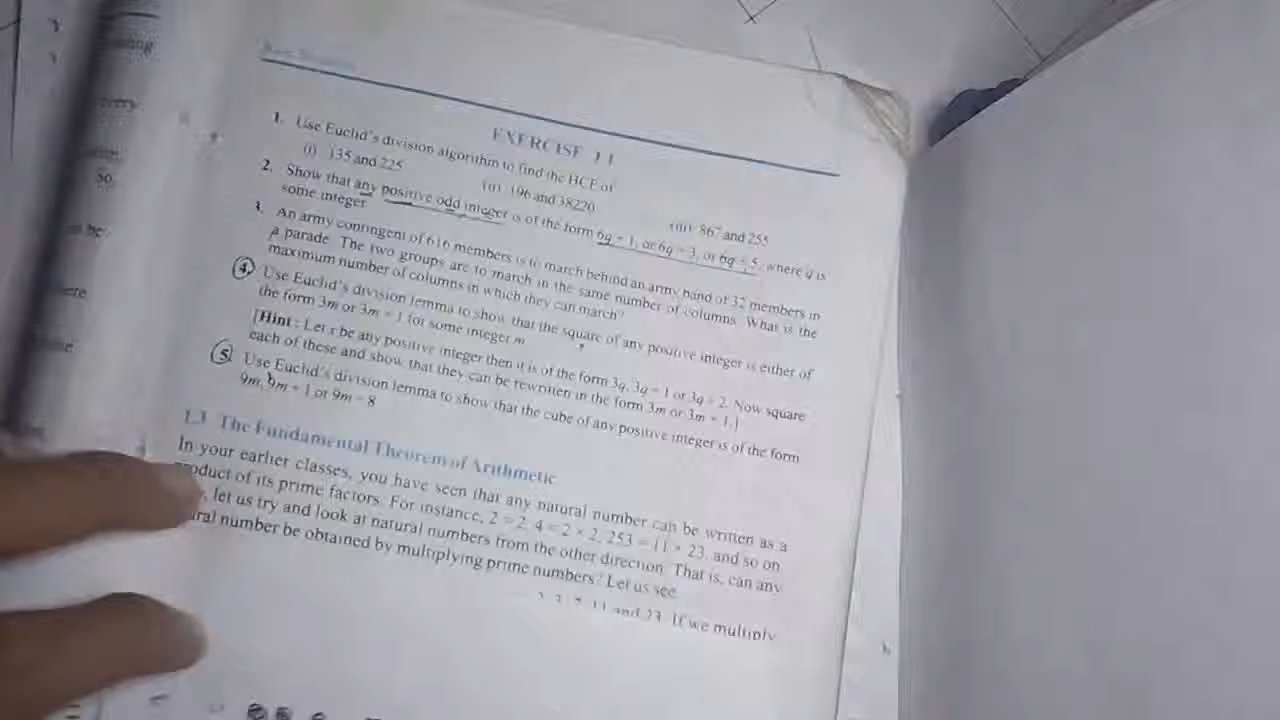 EXERCISE 1.1
1. Use Euclid's division algorithm to find the HCF of
(i) 135 and 225
(ii) 196 and 38220
(iii) 867 and 255
2. Show that any positive odd integer is of the form 6q + 1, or 6q + 3, or 6q + 5, where q is
some integer.
3. An army contingent of 616 members is to march behind an army band of 32 members in
a parade. The two groups are to march in the same number of columns. What is the
maximum number of columns in which they can march?
4. Use Euclid's division lemma to show that the square of any positive integer is either of
the form 3m or 3m + 1 for some integer m
[Hint : Let x be any positive integer then it is of the form 3q, 3q + 1 or 3q + 2. Now square
each of these and show that they can be rewritten in the form 3m or 3m + 1.]
5. Use Euclid's division lemma to show that the cube of any positive integer is of the form
9m, 9m + 1 or 9m + 8
The Fundamental Theorem of Arithmetic
In your earlier classes, you have seen that any natural number can be written as a
product of its prime factors. For instance, 2 = 2, 4 = 2 × 2, 253 = 11 × 23, and so on
let us try and look at natural numbers from the other direction. That is, can any
number be obtained by multiplying prime numbers? Let us see.
11 and 23. If we multiply